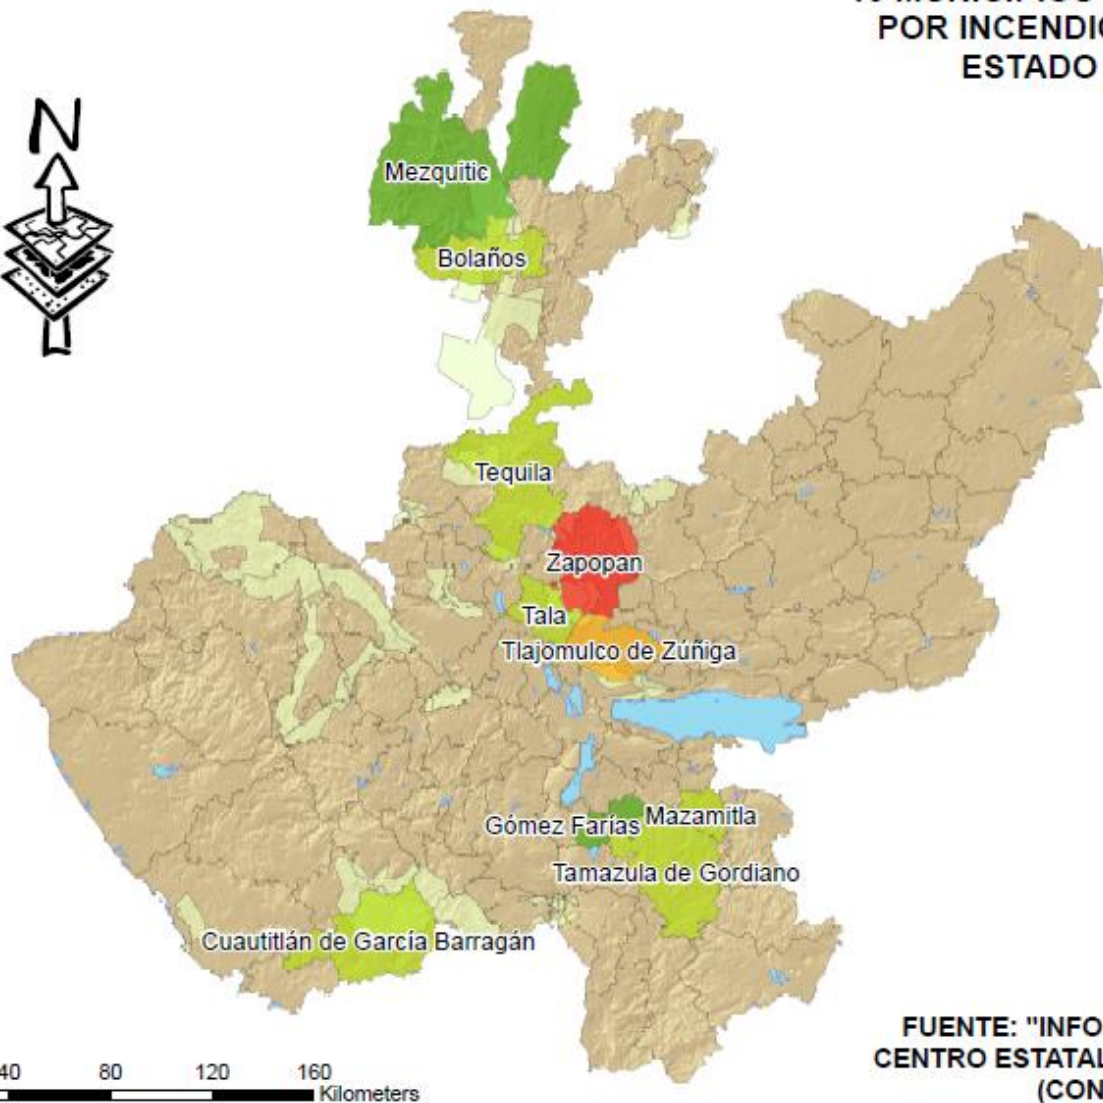 POR INCENDIO
ESTADO
N
Mezquitic
Bolaños
Tequila
Zapopan
Tala
Tlajomulco de Zúñiga
Gómez Farías
Mazamitla
Tamazula de Gordiano
Cuautitlán de García Barragán
FUENTE: "INFO
CENTRO ESTATAL
(CON
40 80 120 160
Kilometers